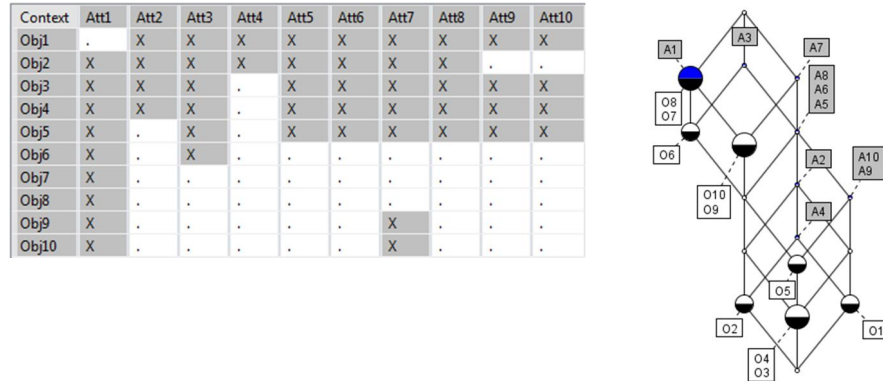 Context Att1 Att2 Att3 Att4 Att5 Att6 Att7 Att8 Att9 Att10
Obj1 . X X X X X X X X X
Obj2 X X X X X X X X . .
Obj3 X X X . X X X X X X
Obj4 X X X . X X X X X X
Obj5 X . X . X X X X X X
Obj6 X . X . . . . . . .
Obj7 X . . . . . . . . .
Obj8 X . . . . . . . . .
Obj9 X . . . . . X . . .
Obj10 X . . . . . X . . .
A1
A3
A7
A8
A6
A5
O8
O7
O6
A2
A10
A9
O10
O9
A4
O5
O2
O1
O4
O3